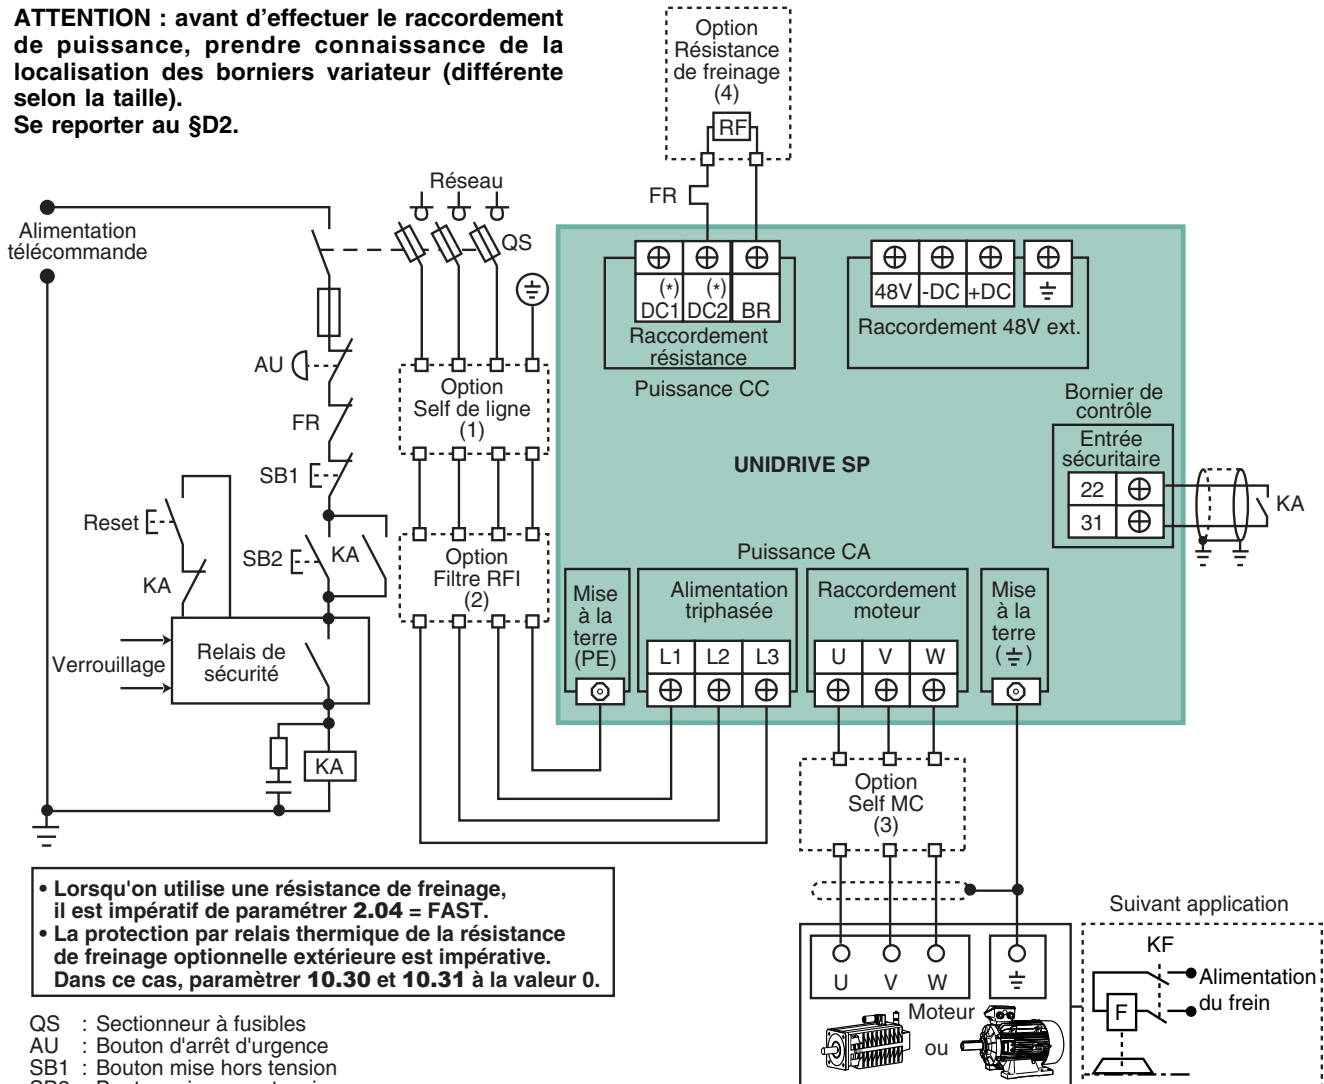 ATTENTION : avant d’effectuer le raccordement
de puissance, prendre connaissance de la
localisation des borniers variateur (différente
selon la taille).
Se reporter au §D2.
Option
Résistance
de freinage
(4)
RF
FR
Réseau
QS
Alimentation
télécommande
AU
FR
SB1
Reset
SB2
KA
KA
Verrouillage
Relais de
sécurité
KA
Option
Self de ligne
(1)
Option
Filtre RFI
(2)
(*) (*)
DC1 DC2 BR
Raccordement
résistance
Puissance CC
48V -DC +DC
Raccordement 48V ext.
UNIDRIVE SP
Bornier de
contrôle
Entrée
sécuritaire
22
31
KA
Puissance CA
Mise
à la
terre
(PE)
Alimentation
triphasée
L1 L2 L3
Raccordement
moteur
U V W
Mise
à la
terre
( )
Option
Self MC
(3)
• Lorsqu'on utilise une résistance de freinage,
il est impératif de paramétrer 2.04 = FAST.
• La protection par relais thermique de la résistance
de freinage optionnelle extérieure est impérative.
Dans ce cas, paramètrer 10.30 et 10.31 à la valeur 0.
U V W
Moteur
ou
Suivant application
KF
Alimentation
du frein
F
QS : Sectionneur à fusibles
AU : Bouton d'arrêt d'urgence
SB1 : Bouton mise hors tension